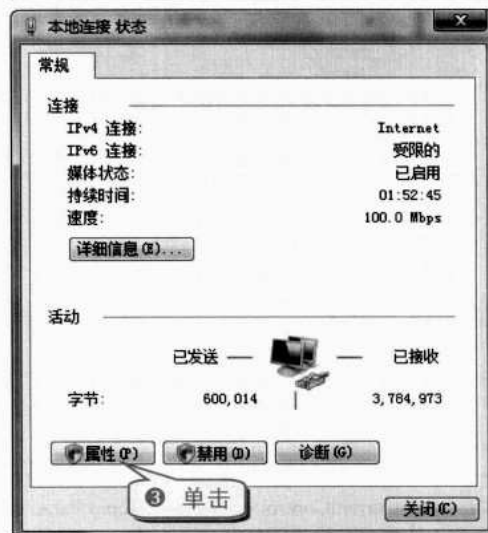 本地连接 状态
常规
连接
IPv4 连接: Internet
IPv6 连接: 受限的
媒体状态: 已启用
持续时间: 01:52:45
速度: 100.0 Mbps
详细信息(E)...
活动
已发送 — — 已接收
字节: 600,014 | 3,784,973
属性(P) 禁用(D) 诊断(G)
❸ 单击
关闭(C)